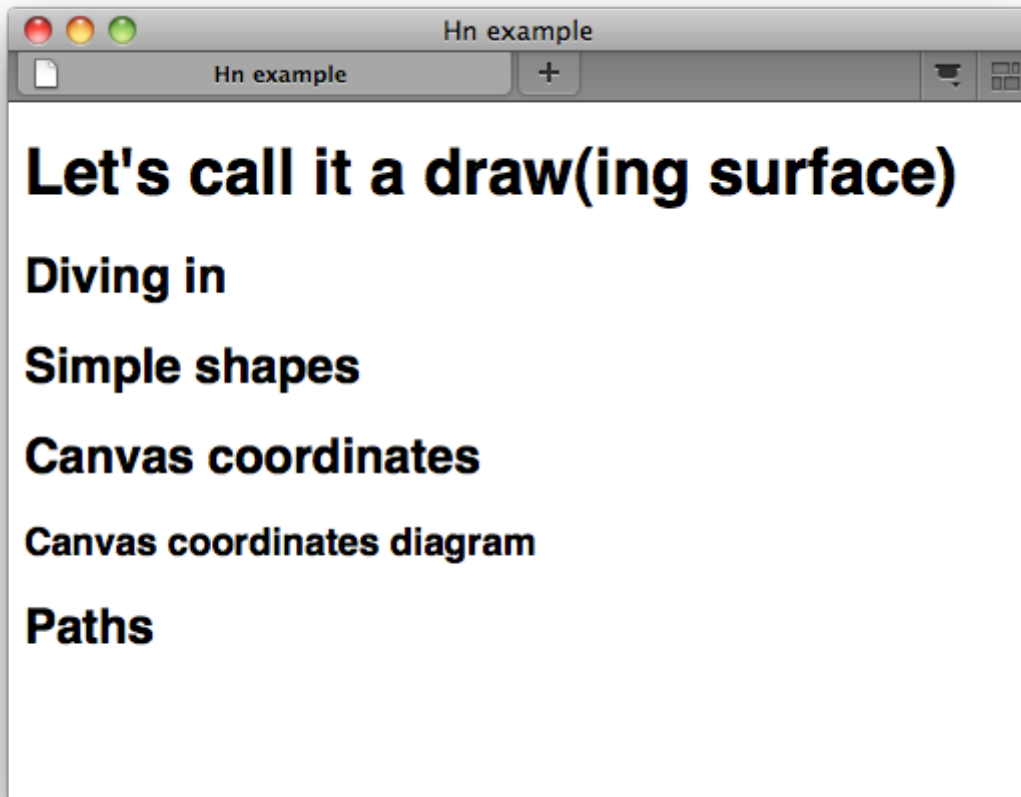 Hn example
Hn example
+
Let's call it a draw(ing surface)
Diving in
Simple shapes
Canvas coordinates
Canvas coordinates diagram
Paths